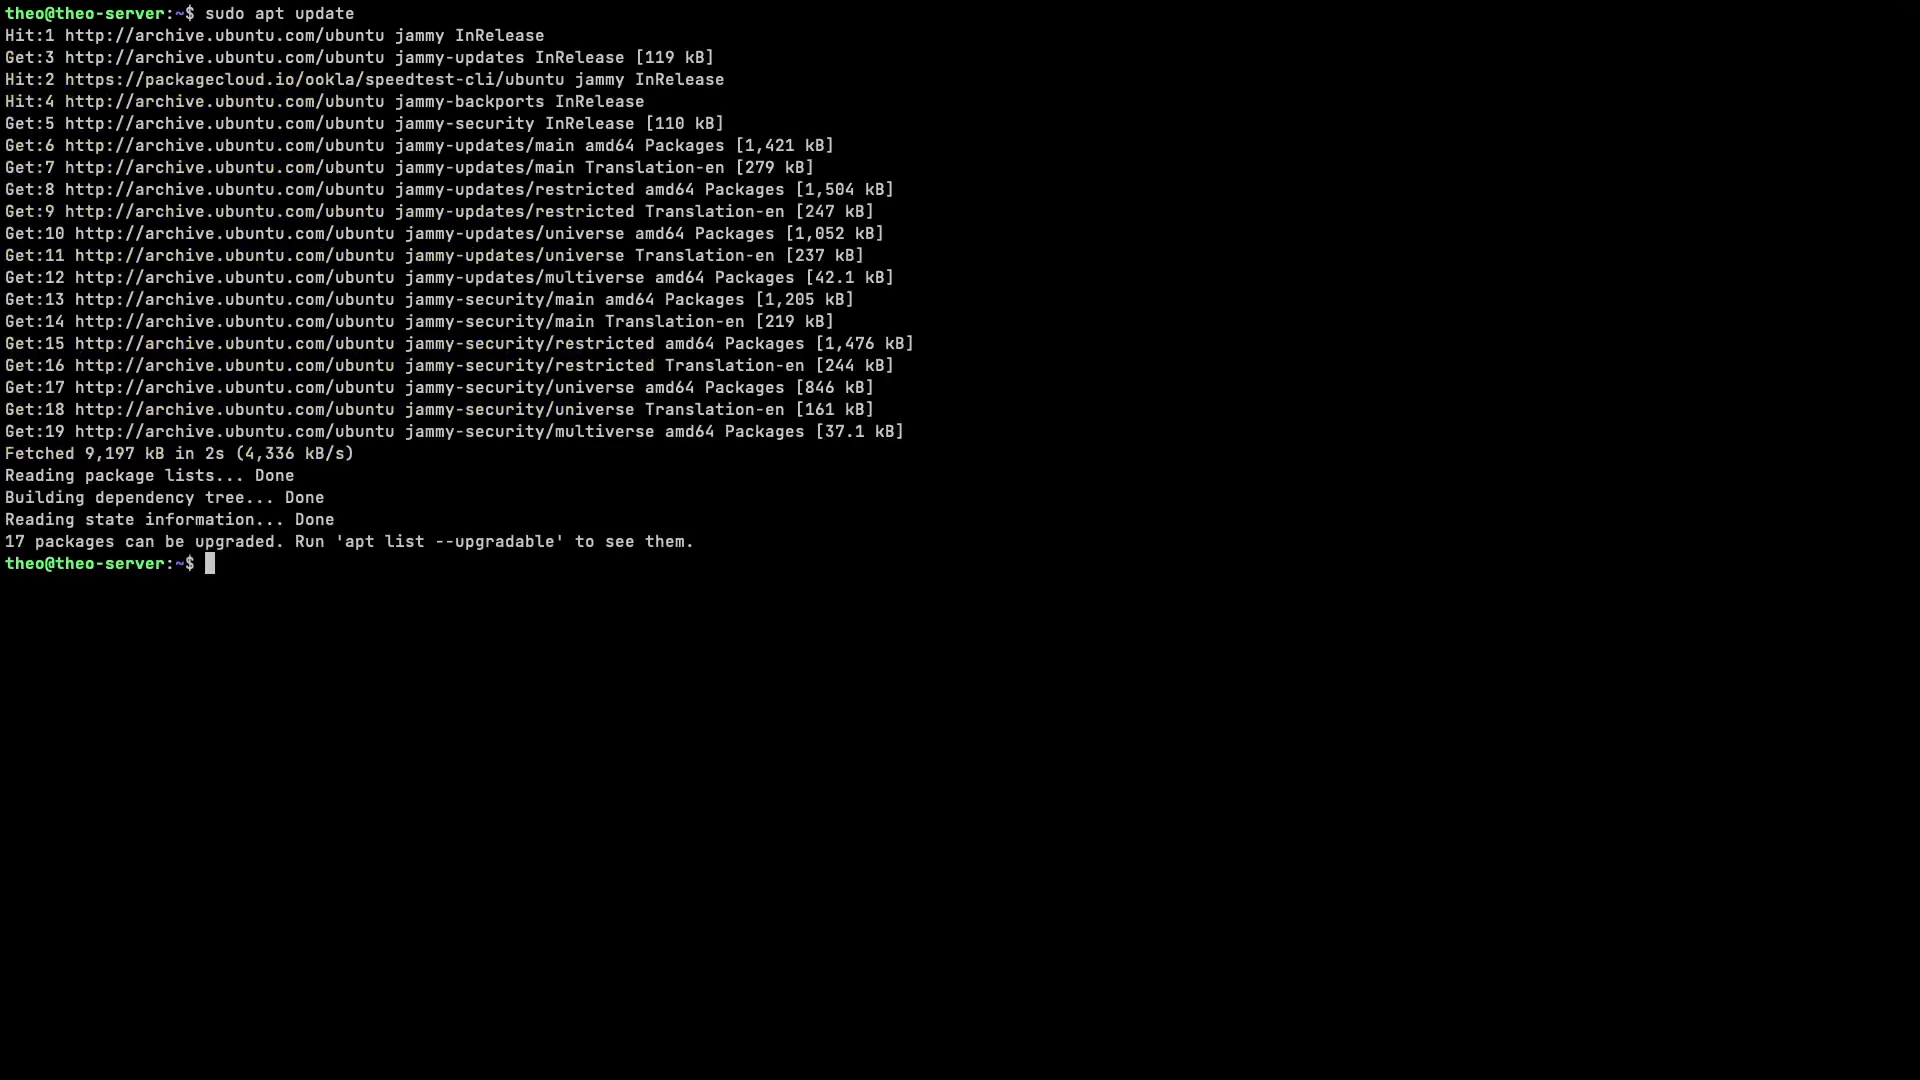 theo@theo-server:~$ sudo apt update
Hit:1 http://archive.ubuntu.com/ubuntu jammy InRelease
Get:3 http://archive.ubuntu.com/ubuntu jammy-updates InRelease [119 kB]
Hit:2 https://packagecloud.io/ookla/speedtest-cli/ubuntu jammy InRelease
Hit:4 http://archive.ubuntu.com/ubuntu jammy-backports InRelease
Get:5 http://archive.ubuntu.com/ubuntu jammy-security InRelease [110 kB]
Get:6 http://archive.ubuntu.com/ubuntu jammy-updates/main amd64 Packages [1,421 kB]
Get:7 http://archive.ubuntu.com/ubuntu jammy-updates/main Translation-en [279 kB]
Get:8 http://archive.ubuntu.com/ubuntu jammy-updates/restricted amd64 Packages [1,504 kB]
Get:9 http://archive.ubuntu.com/ubuntu jammy-updates/restricted Translation-en [247 kB]
Get:10 http://archive.ubuntu.com/ubuntu jammy-updates/universe amd64 Packages [1,052 kB]
Get:11 http://archive.ubuntu.com/ubuntu jammy-updates/universe Translation-en [237 kB]
Get:12 http://archive.ubuntu.com/ubuntu jammy-updates/multiverse amd64 Packages [42.1 kB]
Get:13 http://archive.ubuntu.com/ubuntu jammy-security/main amd64 Packages [1,205 kB]
Get:14 http://archive.ubuntu.com/ubuntu jammy-security/main Translation-en [219 kB]
Get:15 http://archive.ubuntu.com/ubuntu jammy-security/restricted amd64 Packages [1,476 kB]
Get:16 http://archive.ubuntu.com/ubuntu jammy-security/restricted Translation-en [244 kB]
Get:17 http://archive.ubuntu.com/ubuntu jammy-security/universe amd64 Packages [846 kB]
Get:18 http://archive.ubuntu.com/ubuntu jammy-security/universe Translation-en [161 kB]
Get:19 http://archive.ubuntu.com/ubuntu jammy-security/multiverse amd64 Packages [37.1 kB]
Fetched 9,197 kB in 2s (4,336 kB/s)
Reading package lists... Done
Building dependency tree... Done
Reading state information... Done
17 packages can be upgraded. Run 'apt list --upgradable' to see them.
theo@theo-server:~$